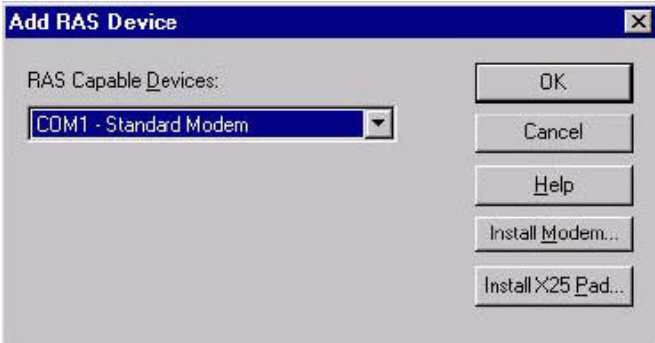 Add RAS Device
RAS Capable Devices:
COM1 - Standard Modem
OK
Cancel
Help
Install Modem...
Install X25 Pad...